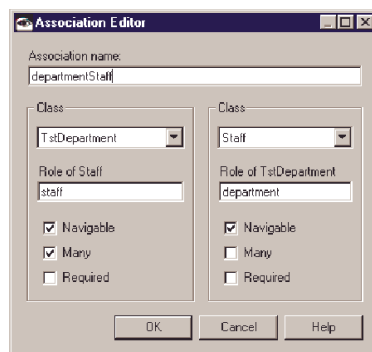 Association Editor
Association name:
departmentStaff
Class
TstDepartment
Role of Staff
staff
Navigable
Many
Required
Class
Staff
Role of TstDepartment
department
Navigable
Many
Required
OK
Cancel
Help